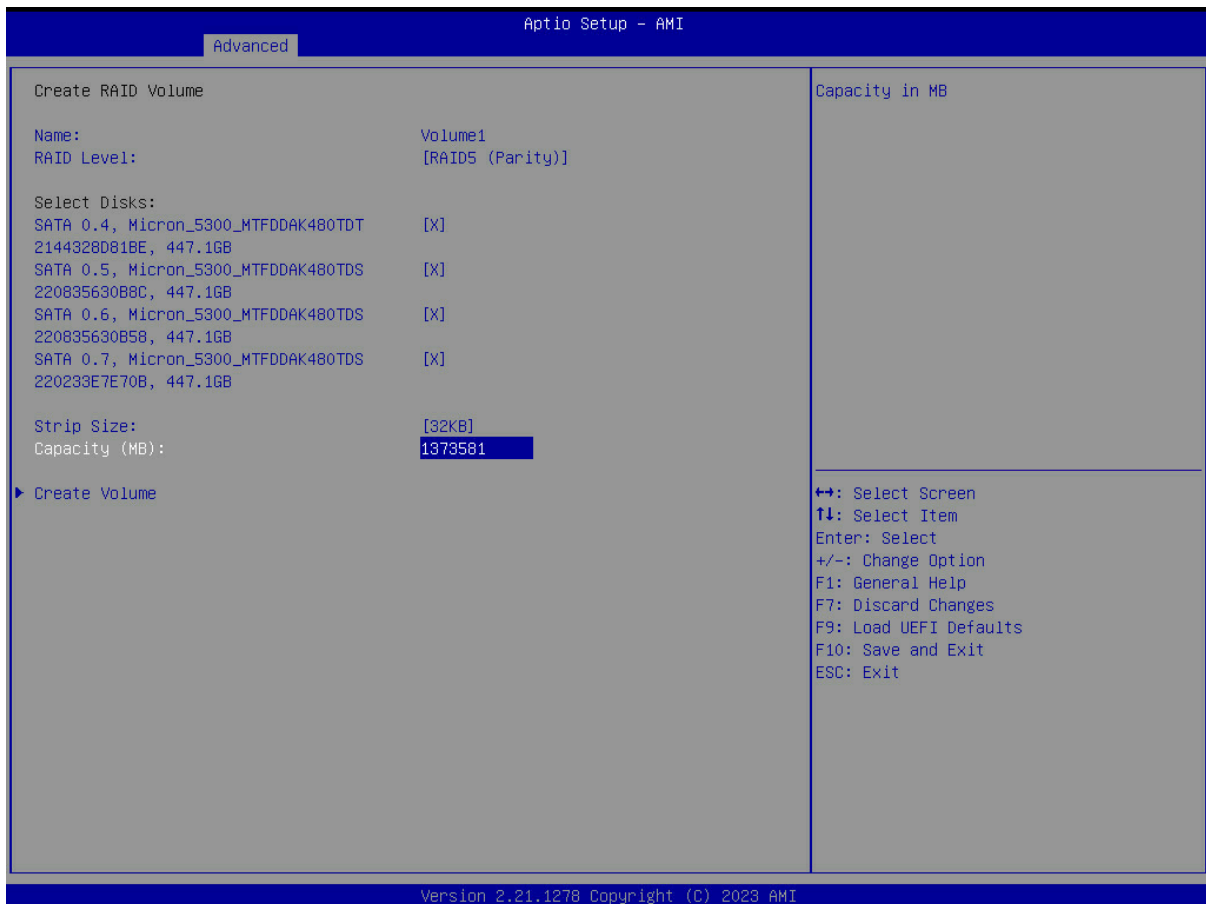 Aptio Setup – AMI
Advanced
Create RAID Volume
Name: Volume1
RAID Level: [RAID5 (Parity)]
Select Disks:
SATA 0.4, Micron_5300_MTFDDAK480TDT [X]
2144328D81BE, 447.1GB
SATA 0.5, Micron_5300_MTFDDAK480TDS [X]
220835630B8C, 447.1GB
SATA 0.6, Micron_5300_MTFDDAK480TDS [X]
220835630B58, 447.1GB
SATA 0.7, Micron_5300_MTFDDAK480TDS [X]
220233E7E70B, 447.1GB
Strip Size: [32KB]
Capacity (MB): 1373581
Create Volume
Capacity in MB
↔: Select Screen
↑↓: Select Item
Enter: Select
+/-: Change Option
F1: General Help
F7: Discard Changes
F9: Load UEFI Defaults
F10: Save and Exit
ESC: Exit
Version 2.21.1278 Copyright (C) 2023 AMI